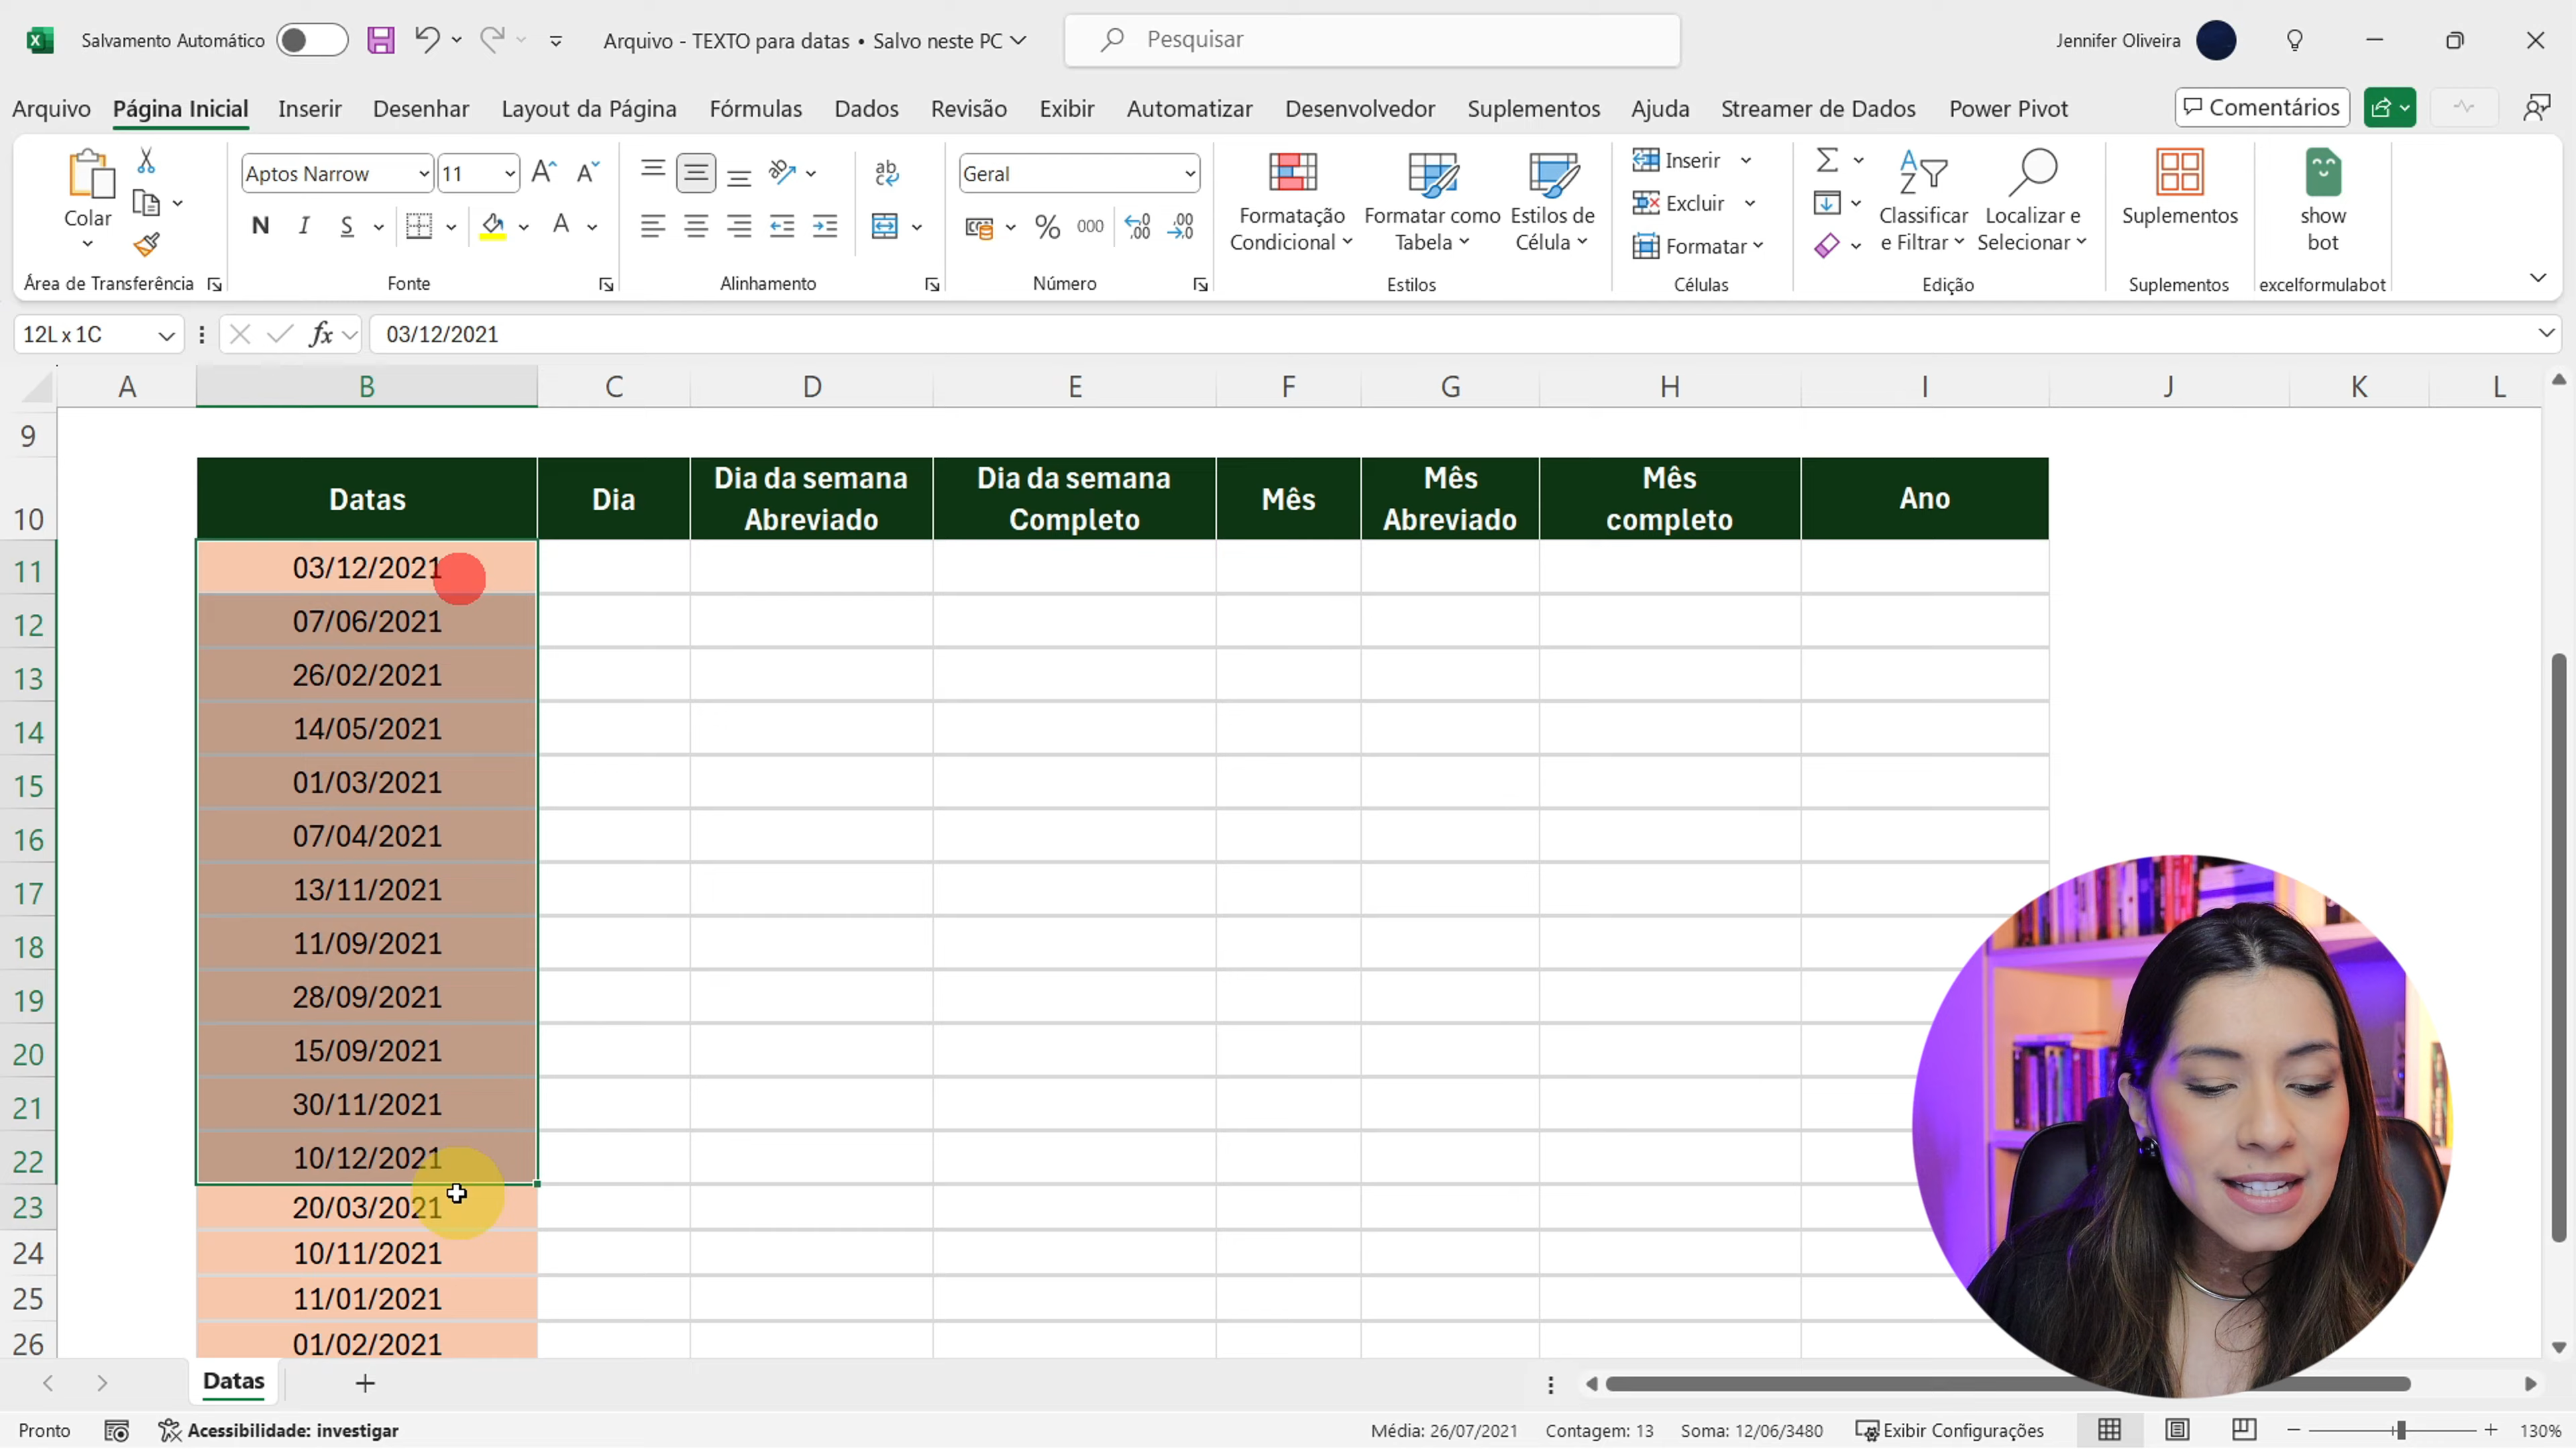 Salvamento Automático
Arquivo - TEXTO para datas • Salvo neste PC
Pesquisar
Jennifer Oliveira
Arquivo Página Inicial Inserir Desenhar Layout da Página Fórmulas Dados Revisão Exibir Automatizar Desenvolvedor Suplementos Ajuda Streamer de Dados Power Pivot Comentários
Colar
Área de Transferência
Aptos Narrow 11
N I S A
Fonte
ab
Alinhamento
Geral
% 000
Número
Formatação Condicional
Formatar como Tabela
Estilos de Célula
Estilos
Inserir
Excluir
Formatar
Células
Classificar e Filtrar
Localizar e Selecionar
Edição
Suplementos
Suplementos
show bot
excelformulabot
12L x 1C fx 03/12/2021
A B C D E F G H I J K L
9
10 Datas Dia Dia da semana Abreviado Dia da semana Completo Mês Mês Abreviado Mês completo Ano
11 03/12/2021
12 07/06/2021
13 26/02/2021
14 14/05/2021
15 01/03/2021
16 07/04/2021
17 13/11/2021
18 11/09/2021
19 28/09/2021
20 15/09/2021
21 30/11/2021
22 10/12/2021
23 20/03/2021
24 10/11/2021
25 11/01/2021
26 01/02/2021
Datas
Pronto Acessibilidade: investigar Média: 26/07/2021 Contagem: 13 Soma: 12/06/3480 Exibir Configurações 130%